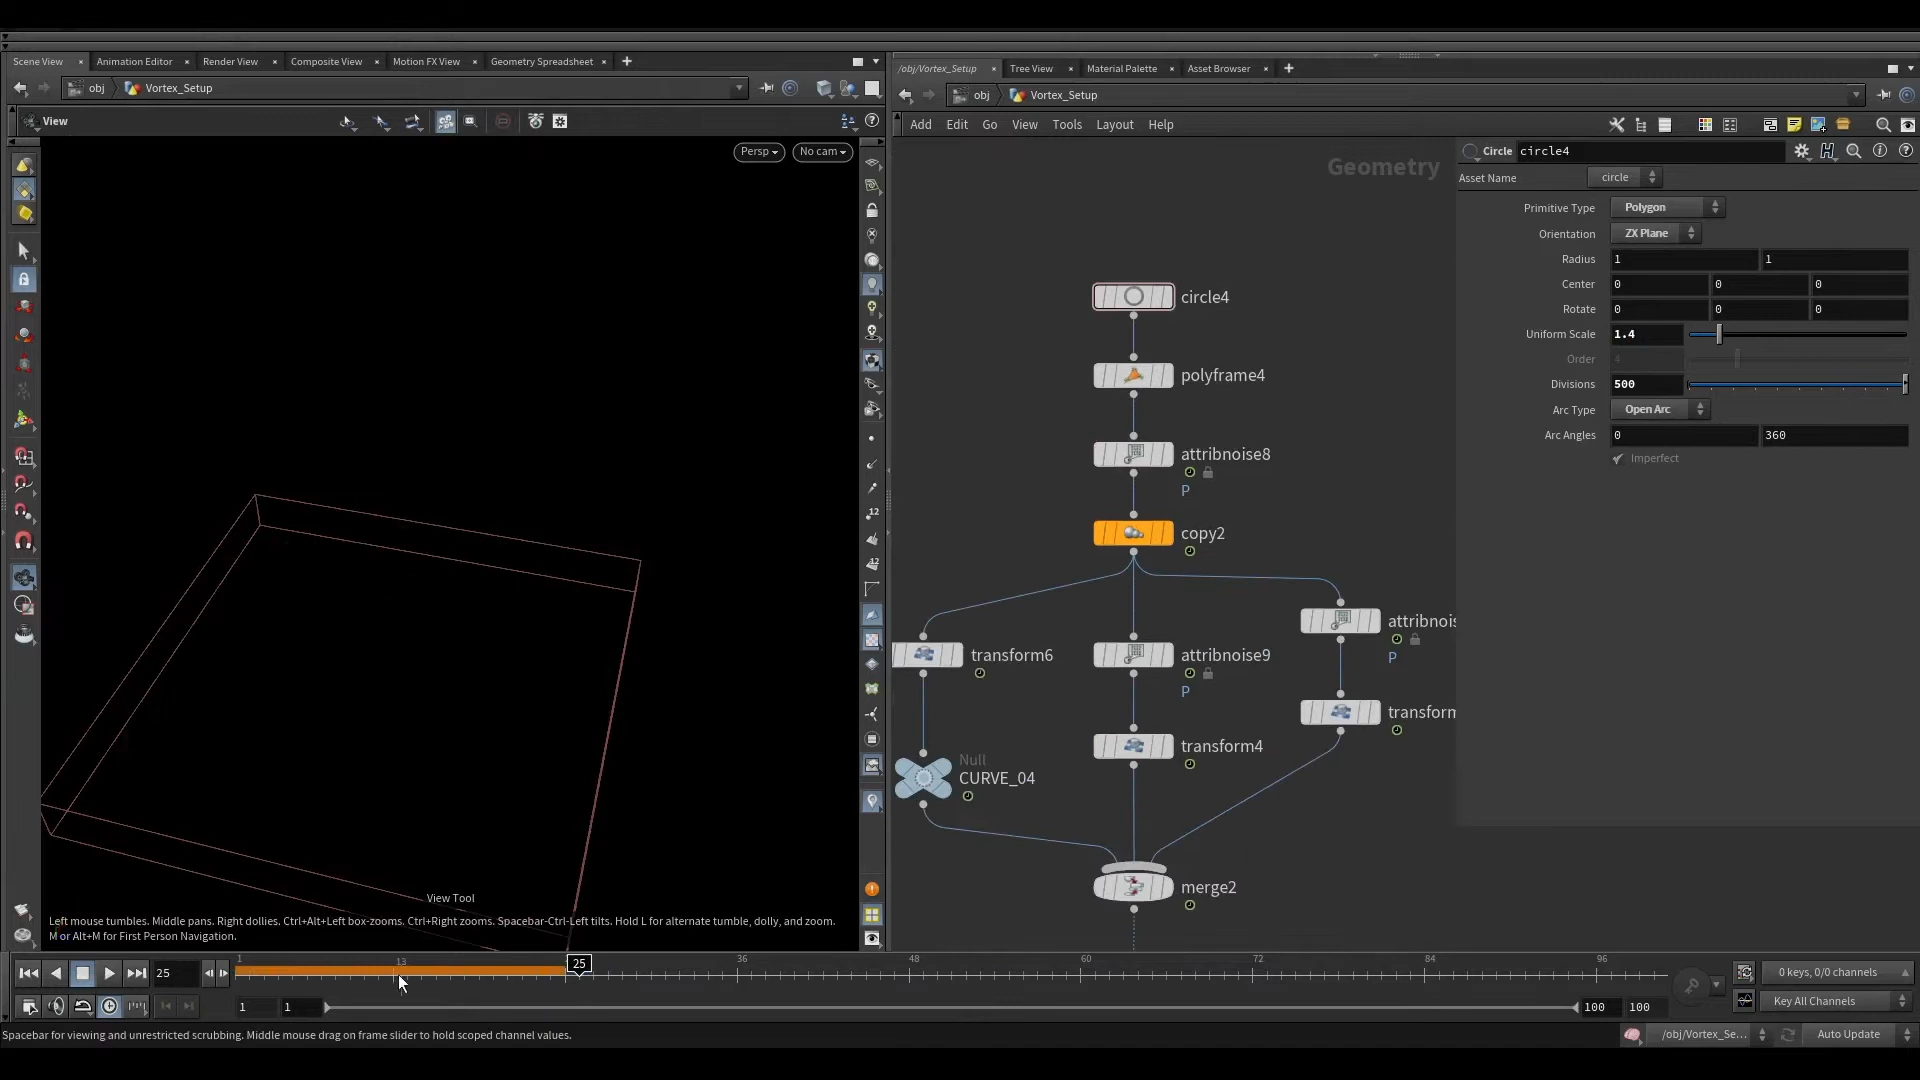 Scene View × Animation Editor × Render View × Composite View × Motion FX View × Geometry Spreadsheet ×
obj Vortex_Setup
View
Persp No cam
View Tool
Left mouse tumbles. Middle pans. Right dollies. Ctrl+Alt+Left box-zooms. Ctrl+Right zooms. Spacebar-Ctrl-Left tilts. Hold L for alternate tumble, dolly, and zoom.
M or Alt+M for First Person Navigation.
/obj/Vortex_Setup × Tree View × Material Palette × Asset Browser ×
obj Vortex_Setup
Add Edit Go View Tools Layout Help
Geometry
circle4
polyframe4
attribnoise8
P
copy2
attribnois
P
transform6
attribnoise9
P
transform
Null
CURVE_04
transform4
merge2
Circle circle4
Asset Name circle
Primitive Type Polygon
Orientation ZX Plane
Radius 1 1
Center 0 0 0
Rotate 0 0 0
Uniform Scale 1.4
Order 4
Divisions 500
Arc Type Open Arc
Arc Angles 0 360
Imperfect
12
12
25
1 13 25 36 48 60 72 84 96
0 keys, 0/0 channels
1 1 100 100
Key All Channels
Spacebar for viewing and unrestricted scrubbing. Middle mouse drag on frame slider to hold scoped channel values.
/obj/Vortex_Se... Auto Update